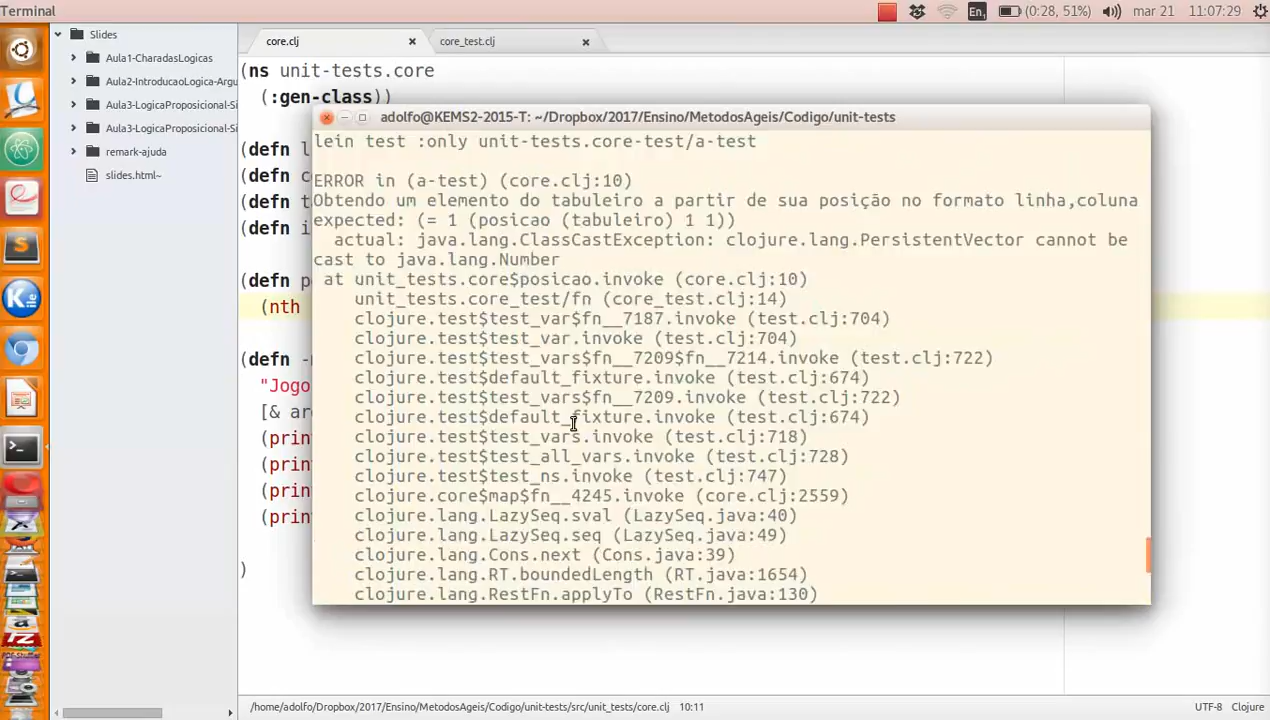 Terminal
En
(0:28, 51%)
mar 21
11:07:29
Slides
Aula1-CharadasLogicas
Aula2-IntroducaoLogica-Argu
Aula3-LogicaProposicional-Si
Aula3-LogicaProposicional-Si
remark-ajuda
slides.html~
core.clj
core_test.clj
(ns unit-tests.core
(:gen-class))
(defn l
(defn c
(defn t
(defn i
(defn p
(nth
(defn -
"Jogo
[& ar
(prin
(prin
(prin
(prin
)
adolfo@KEMS2-2015-T: ~/Dropbox/2017/Ensino/MetodosAgeis/Codigo/unit-tests
lein test :only unit-tests.core-test/a-test
ERROR in (a-test) (core.clj:10)
Obtendo um elemento do tabuleiro a partir de sua posição no formato linha,coluna
expected: (= 1 (posicao (tabuleiro) 1 1))
actual: java.lang.ClassCastException: clojure.lang.PersistentVector cannot be
cast to java.lang.Number
at unit_tests.core$posicao.invoke (core.clj:10)
unit_tests.core_test/fn (core_test.clj:14)
clojure.test$test_var$fn__7187.invoke (test.clj:704)
clojure.test$test_var.invoke (test.clj:704)
clojure.test$test_vars$fn__7209$fn__7214.invoke (test.clj:722)
clojure.test$default_fixture.invoke (test.clj:674)
clojure.test$test_vars$fn__7209.invoke (test.clj:722)
clojure.test$default_fixture.invoke (test.clj:674)
clojure.test$test_vars.invoke (test.clj:718)
clojure.test$test_all_vars.invoke (test.clj:728)
clojure.test$test_ns.invoke (test.clj:747)
clojure.core$map$fn__4245.invoke (core.clj:2559)
clojure.lang.LazySeq.sval (LazySeq.java:40)
clojure.lang.LazySeq.seq (LazySeq.java:49)
clojure.lang.Cons.next (Cons.java:39)
clojure.lang.RT.boundedLength (RT.java:1654)
clojure.lang.RestFn.applyTo (RestFn.java:130)
/home/adolfo/Dropbox/2017/Ensino/MetodosAgeis/Codigo/unit-tests/src/unit_tests/core.clj
10:11
UTF-8
Clojure